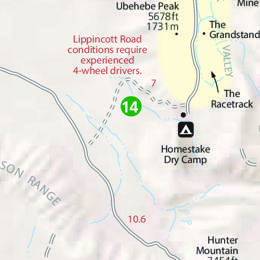 Ubehebe Peak
5678ft
1731m
Mine
The
Grandstand
Lippincott Road
conditions require
experienced
4-wheel drivers.
VALLEY
7
14
The
Racetrack
Homestake
Dry Camp
SON RANGE
10.6
Hunter
Mountain
7454ft